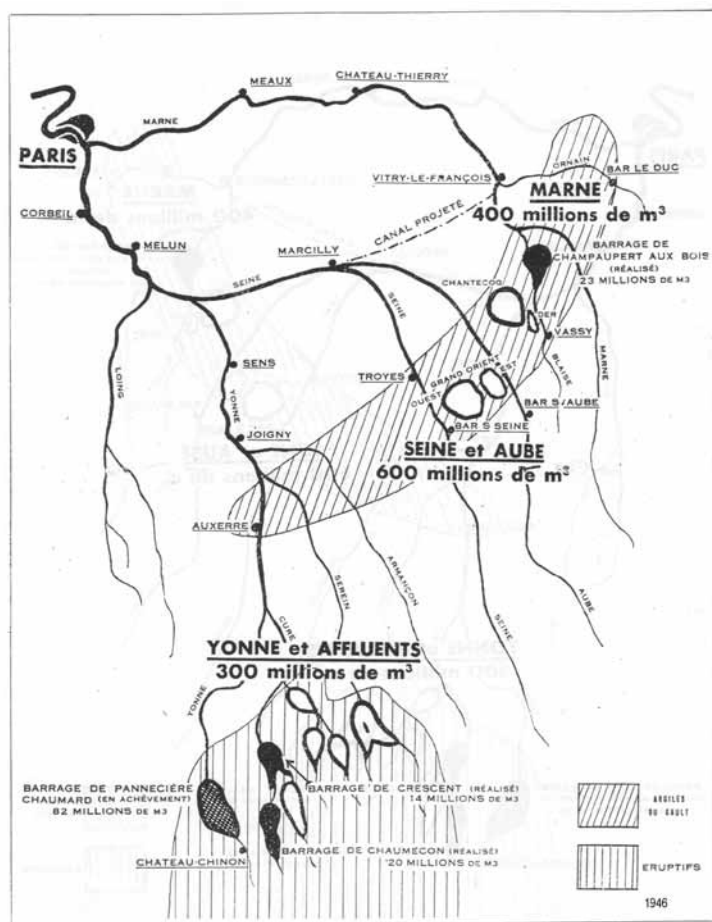 MEAUX
CHATEAU-THIERRY
MARNE
PARIS
VITRY-LE-FRANÇOIS
ORNAIN
BAR LE DUC
MARNE
400 millions de m³
CORBEIL
MELUN
CANAL PROJETÉ
MARCILLY
BARRAGE DE
CHAMPAUPERT AUX BOIS
(RÉALISÉ)
23 MILLIONS DE M3
SEINE
CHANTECOQ
SEINE
DER
VASSY
LOING
SENS
TROYES
GRAND ORIENT
OUEST
EST
BLAISE
MARNE
YONNE
JOIGNY
BAR S/AUBE
BAR S SEINE
SEINE et AUBE
600 millions de m³
AUXERRE
CURE
SEREIN
ARMANÇON
SEINE
AUBE
YONNE et AFFLUENTS
300 millions de m³
YONNE
BARRAGE DE PANNECIÈRE
CHAUMARD (EN ACHÈVEMENT)
82 MILLIONS DE M3
BARRAGE DE CRESCENT (RÉALISÉ)
14 MILLIONS DE M3
CHATEAU-CHINON
BARRAGE DE CHAUMECON (RÉALISÉ)
20 MILLIONS DE M3
ARGILES
DU GAULT
ERUPTIFS
1946